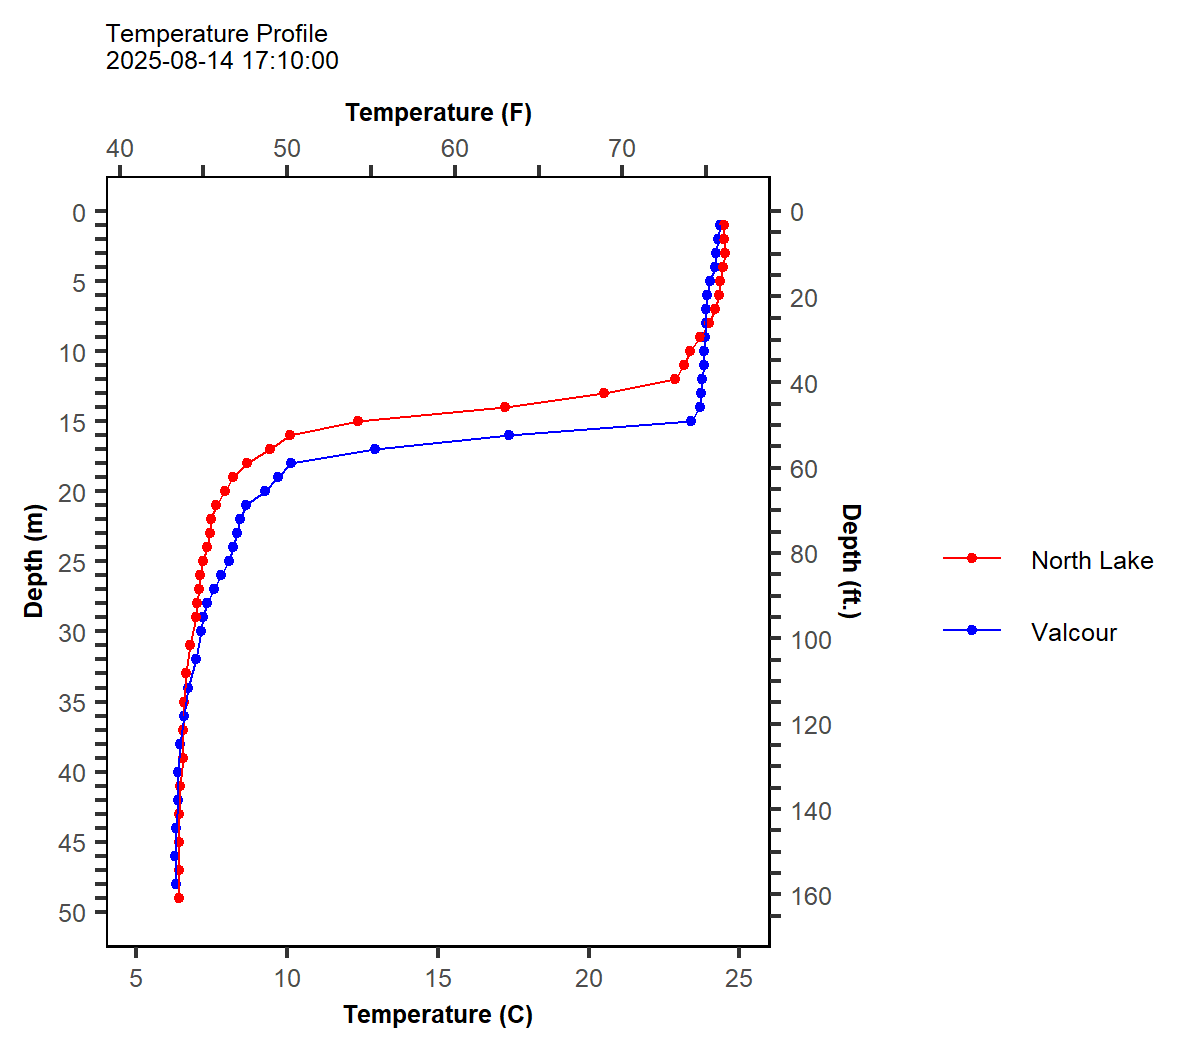 Temperature Profile
2025-08-14 17:10:00
Temperature (F)
40 50 60 70
0
5
10
15
20
25
30
35
40
45
50
Depth (m)
0
20
40
60
80
100
120
140
160
Depth (ft.)
5 10 15 20 25
Temperature (C)
North Lake
Valcour